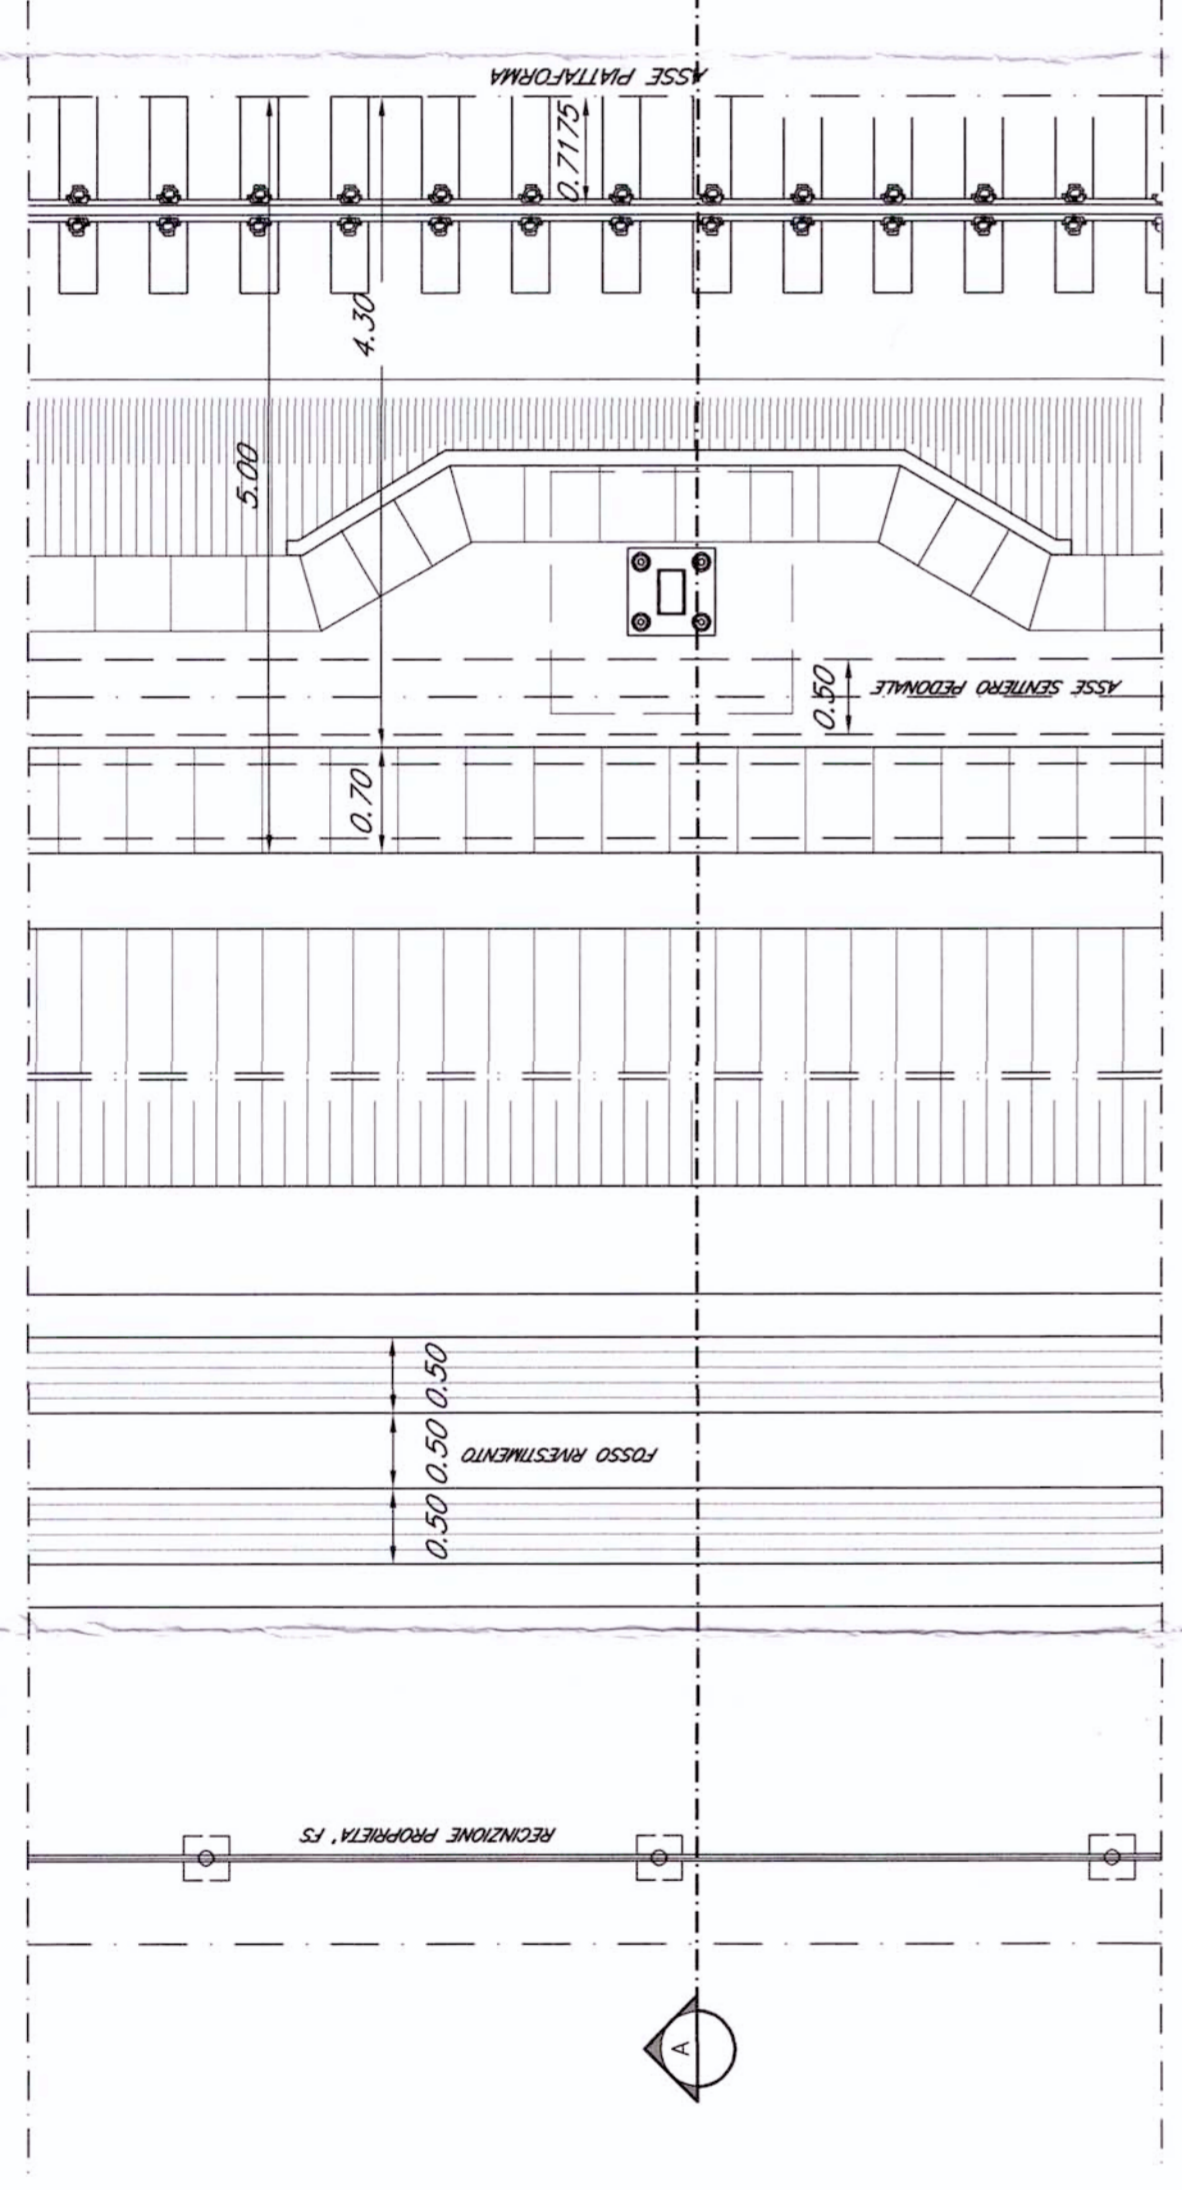 ASSE PIATTAFORMA
0.7175
4.30
5.00
0.50
ASSE SENTIERO PEDONALE
0.70
0.50
0.50
0.50
FOSSO RIVESTIMENTO
RECINZIONE PROPRIETA' FS
A